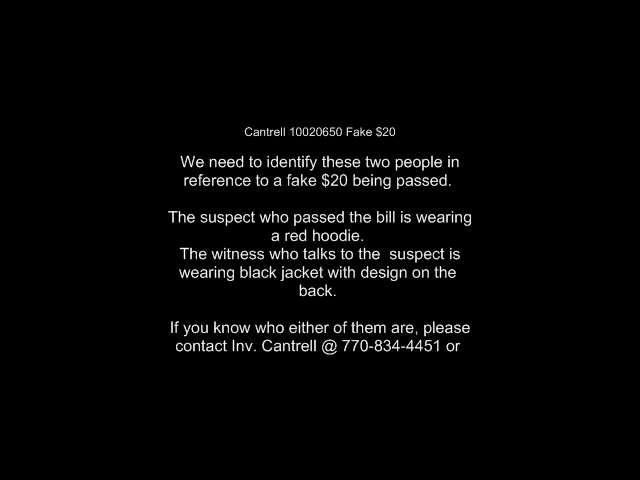 Cantrell 10020650 Fake $20
We need to identify these two people in
reference to a fake $20 being passed.
The suspect who passed the bill is wearing
a red hoodie.
The witness who talks to the  suspect is
wearing black jacket with design on the
back.
If you know who either of them are, please
contact Inv. Cantrell @ 770-834-4451 or